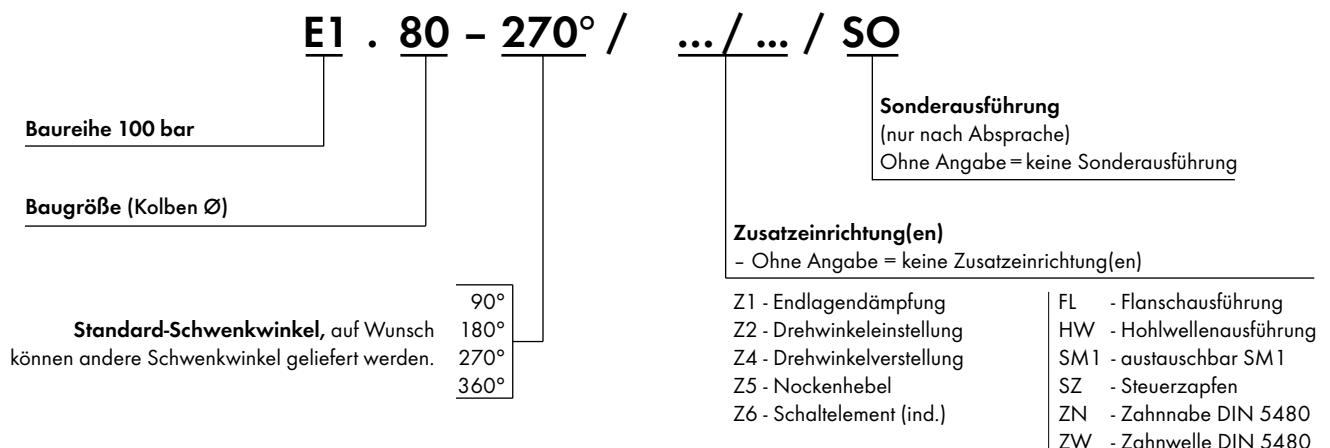 E1 . 80 – 270° / ... / ... / SO
Sonderausführung
(nur nach Absprache)
Ohne Angabe = keine Sonderausführung
Baureihe 100 bar
Baugröße (Kolben Ø)
Zusatzeinrichtung(en)
– Ohne Angabe = keine Zusatzeinrichtung(en)
Standard-Schwenkwinkel, auf Wunsch
können andere Schwenkwinkel geliefert werden.
90°
180°
270°
360°
Z1 - Endlagendämpfung
Z2 - Drehwinkeleinstellung
Z4 - Drehwinkelverstellung
Z5 - Nockenhebel
Z6 - Schaltelement (ind.)
FL - Flanschausführung
HW - Hohlwellenausführung
SM1 - austauschbar SM1
SZ - Steuerzapfen
ZN - Zahnnabe DIN 5480
ZW - Zahnwelle DIN 5480